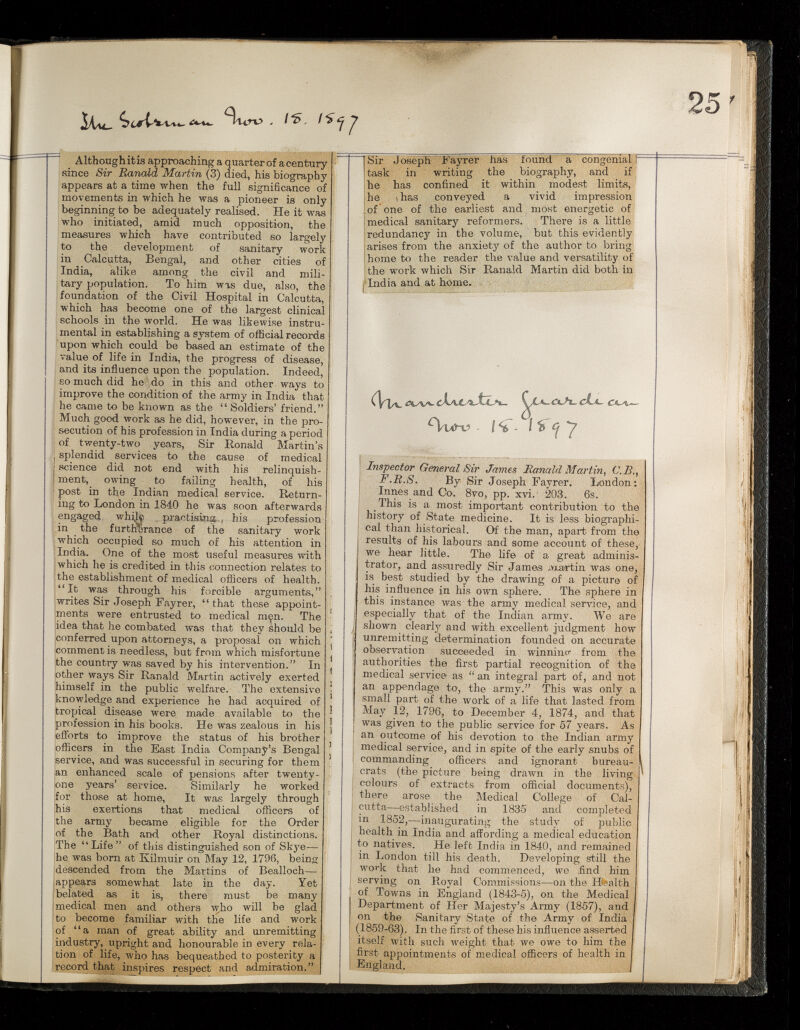 25
The Scotsman Nov. 18. 1897
Although it is approaching a quarter of a century
since Sir Ranald Martin (3) died, his biography
appears at a time when the full significance of
movements in which he was a pioneer is only
beginning to be adequately realised. He it was
who initiated, amid much opposition, the
measures which have contributed so largely
to the development of sanitary work
in Calcutta, Bengal, and other cities of
India, alike among the civil and mili-
tary population. To him was due, also, the
foundation of the Civil Hospital in Calcutta,
which has become one of the largest clinical
schools in the world. He was likewise instru-
mental in establishing a system of official records
upon which could be based an estimate of the
value of life in India, the progress of disease,
and its influence upon the population. Indeed,
so much did he do in this and other ways to
improve the condition of the army in India that
he came to be known as the "Soldiers' friend."
Much good work as he did, however, in the pro-
secution of his profession in India during a period
of twenty-two years, Sir Ronald Martin's
splendid services to the cause of medical
science did not end with his relinquish-
ment, owing to failing health, of his
post in the Indian medical service. Return-
ing to London in 1840 he was soon afterwards
engaged while practising, his profession
in the furtherance of the sanitary work
which occupied so much of his attention in
India. One of the most useful measures with
which he is credited in this connection relates to
the establishment of medical officers of health.
"It was through his forcible arguments,"
writes Sir Joseph Fayrer, "that these appoint-
ments were entrusted to medical men. The
idea that he combated was that they should be
conferred upon attorneys, a proposal on which
comment is needless, but from which misfortune
the country was saved by his intervention." In
other ways Sir Ranald Martin actively exerted
himself in the public welfare. The extensive
knowledge and experience he had acquired of
tropical disease were made available to the
profession in his books. He was zealous in his
efforts to improve the status of his brother
officers in the East India Company's Bengal
service, and was successful in securing for them
an enhanced scale of pensions after twenty-
one years' service. Similarly he worked
for those at home, It was largely through
his exertions that medical officers of
the army became eligible for the Order
of the Bath and other Royal distinctions.
The "Life" of this distinguished son of Skye—
he was born at Kilmuir on May 12, 1796, being
descended from the Martins of Bealloch—
appears somewhat late in the day. Yet
belated as it is, there must be many
medical men and others who will be glad
to become familiar with the life and work
of "a man of great ability and unremitting
industry, upright and honourable in every rela-
tion of life, who has bequeathed to posterity a
record that inspires respect and admiration."
Sir Joseph Fayrer has found a congenial
task in writing the biography, and if
he has confined it within modest limits,
he has conveyed a vivid impression
of one of the earliest and most energetic of
medical sanitary reformers. There is a little
redundancy in the volume, but this evidently
arises from the anxiety of the author to bring
home to the reader the value and versatility of
the work which Sir Ranald Martin did both in
India and at home.
Manchester Guardian
Nov. 18. 1897
Inspector General Sir James Ranald Martin, C.B.,
F.R.S. By Sir Joseph Fayrer. London:
Innes and Co. 8vo, pp. xvi. 203. 6s.
This is a most important contribution to the
history of State medicine. It is less biographi-
cal than historical. Of the man, apart from the
results of his labours and some account of these,
we hear little. The life of a great adminis-
trator, and assuredly Sir James Martin was one,
is best studied by the drawing of a picture of
his influence in his own sphere. The sphere in
this instance was the army medical service, and
especially that of the Indian army. We are
shown clearly and with excellent judgment how
unremitting determination founded on accurate
observation succeeded in winning from the
authorities the first partial recognition of the
medical service as "an integral part of, and not
an appendage to, the army." This was only a
small part of the work of a life that lasted from
May 12, 1796, to December 4, 1874, and that
was given to the public service for 57 years. As
an outcome of his devotion to the Indian army
medical service, and in spite of the early snubs of
commanding officers and ignorant bureau-
crats (the picture being drawn in the living
colours of extracts from official documents),
there arose the Medical College of Cal-
cutta—established in 1835 and completed
in 1852,—inaugurating the study of public
health in India and affording a medical education
to natives. He left India in 1840, and remained
in London till his death. Developing still the
work that he had commenced, we find him
serving on Royal Commissions—on the Health
of Towns in England (1843-5), on the Medical
Department of Her Majesty's Army (1857), and
on the Sanitary State of the Army of India
(1859-63). In the first of these his influence asserted
itself with such weight that we owe to him the
first appointments of medical officers of health in
England.